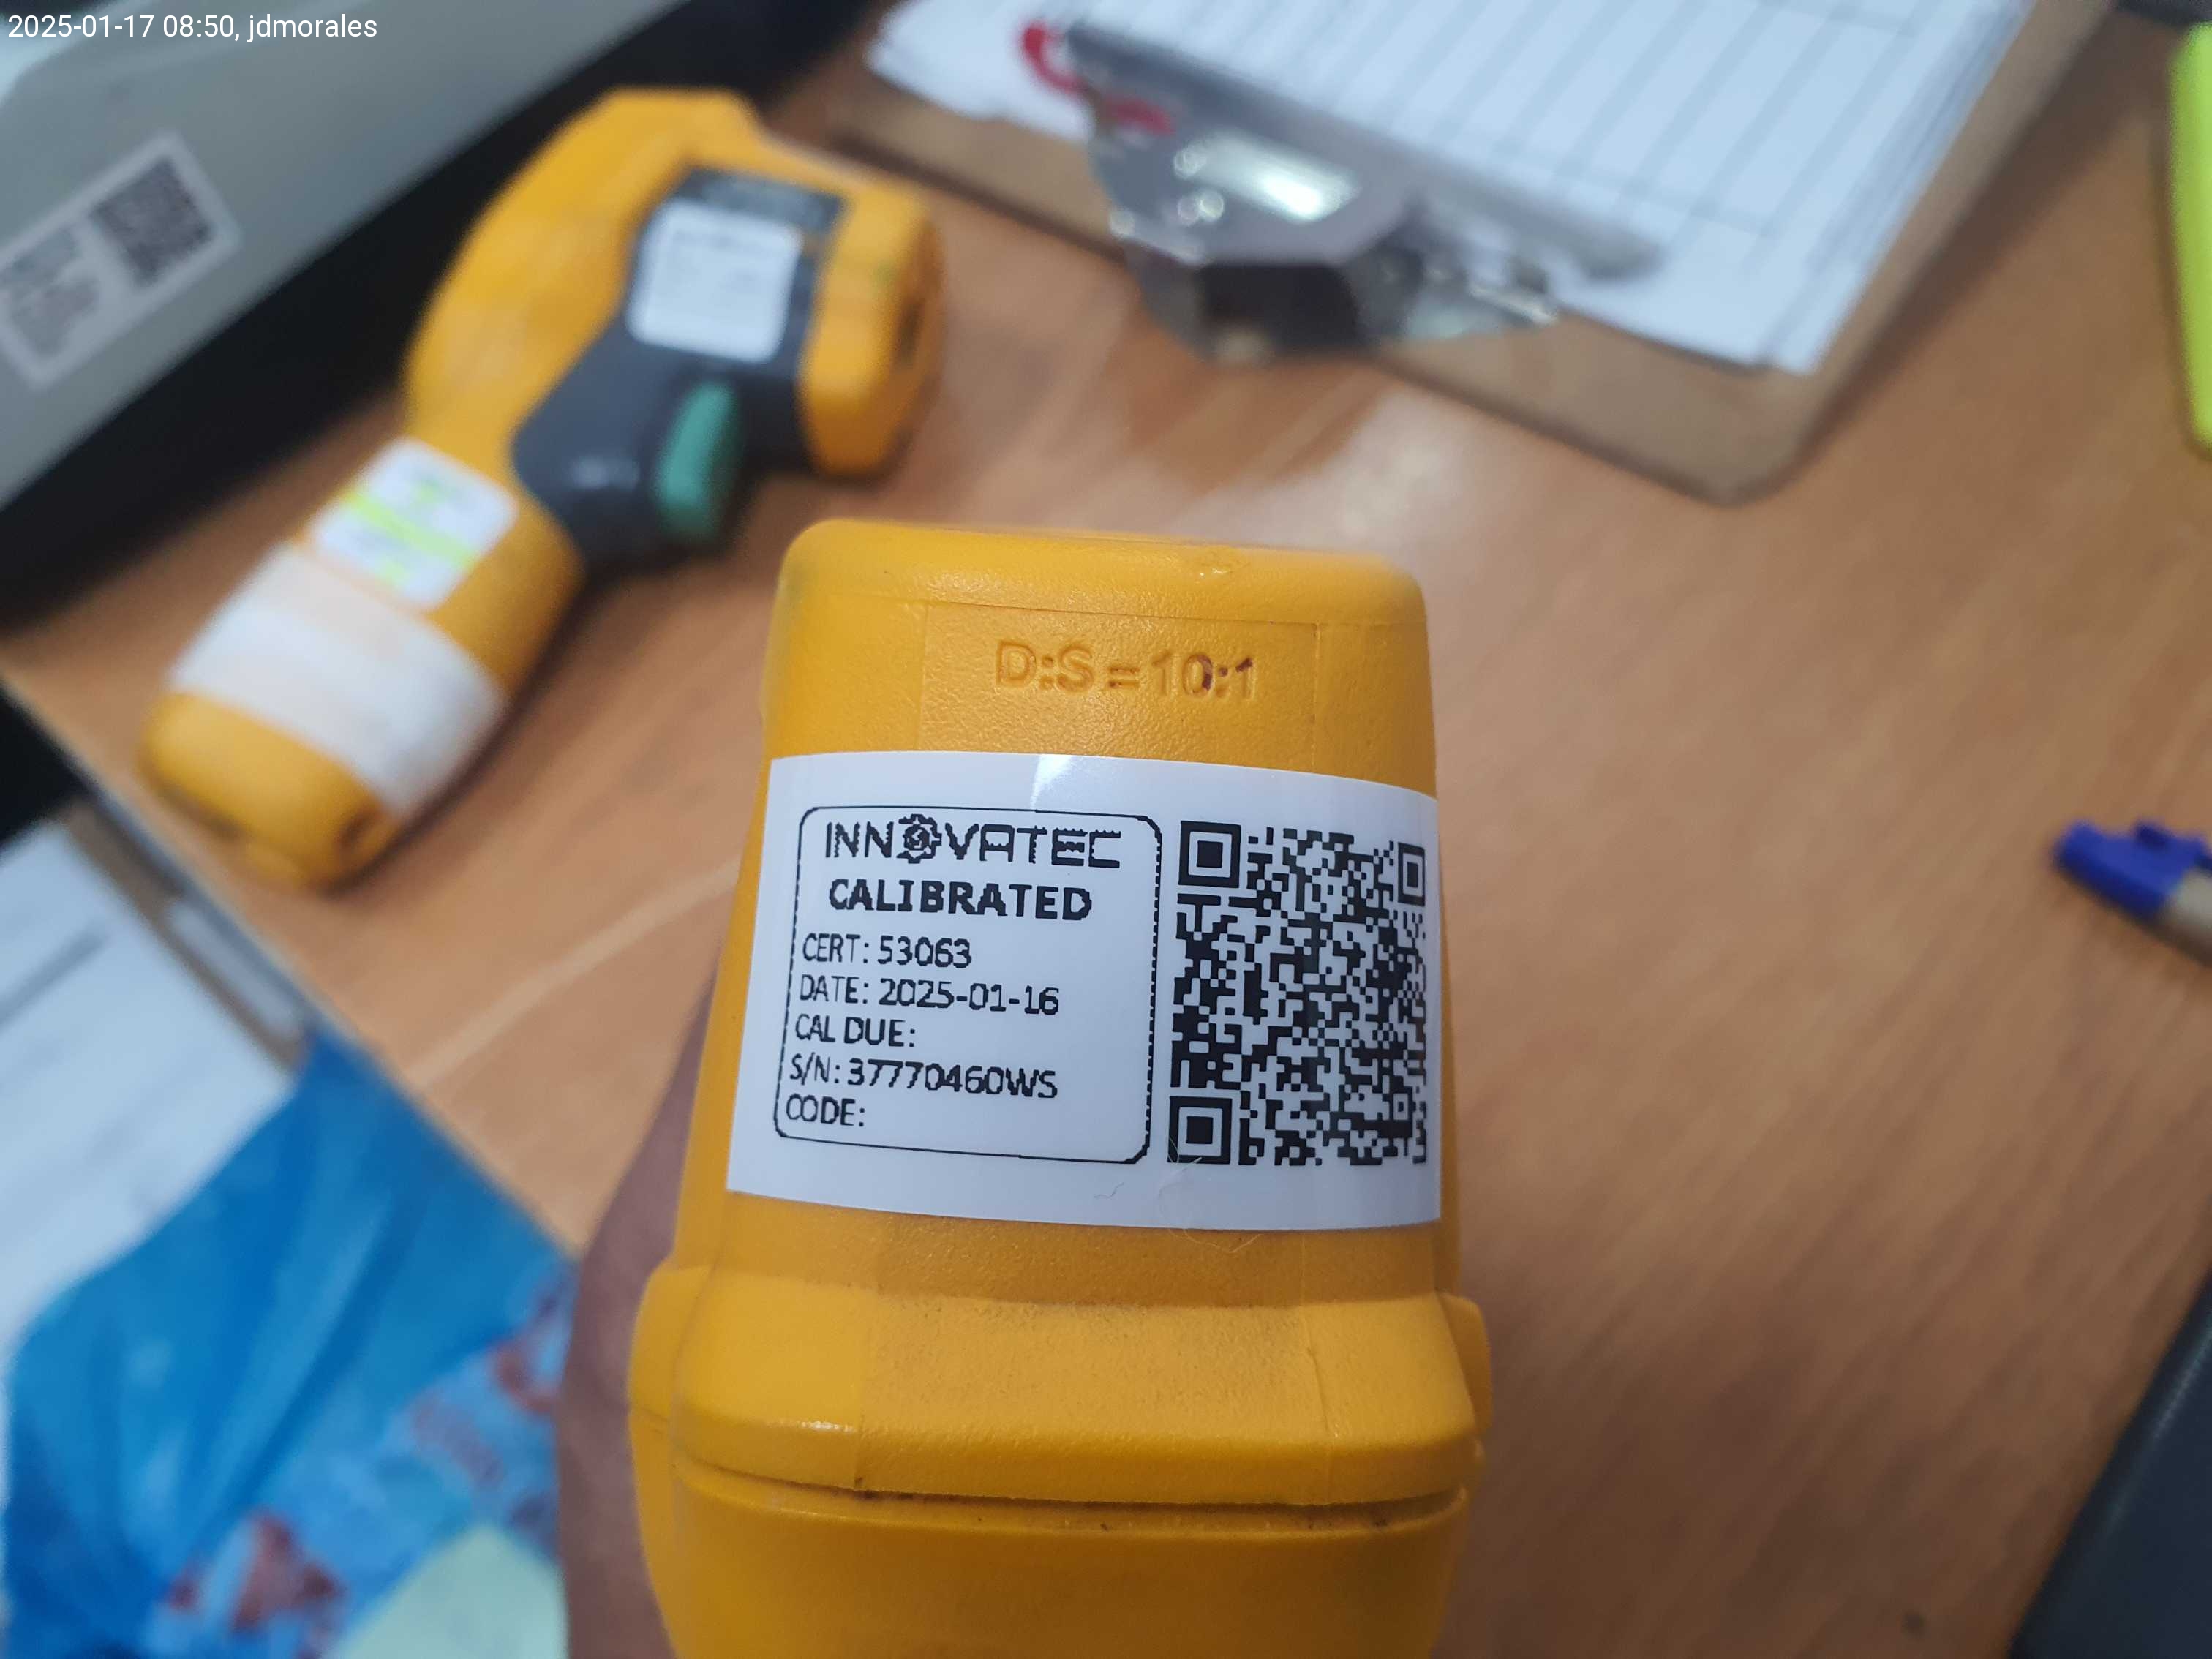 2025-01-17 08:50, jdmorales
D:S=10:1
INNOVATEC
CALIBRATED
CERT: 53063
DATE: 2025-01-16
CAL DUE:
S/N: 37770460WS
CODE: